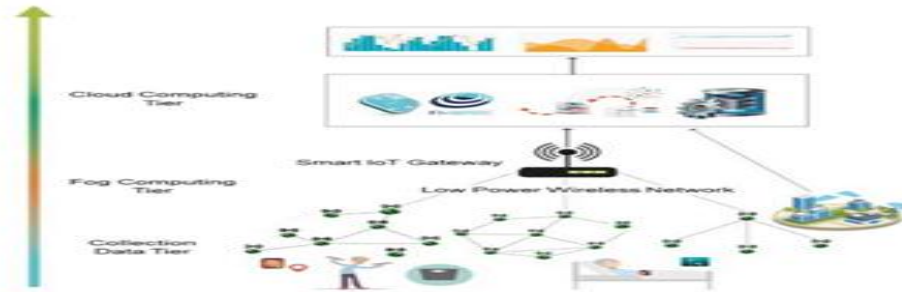 Cloud Computing
Tier
Smart IoT Gateway
Fog Computing
Tier
Low Power Wireless Network
Collection
Data Tier